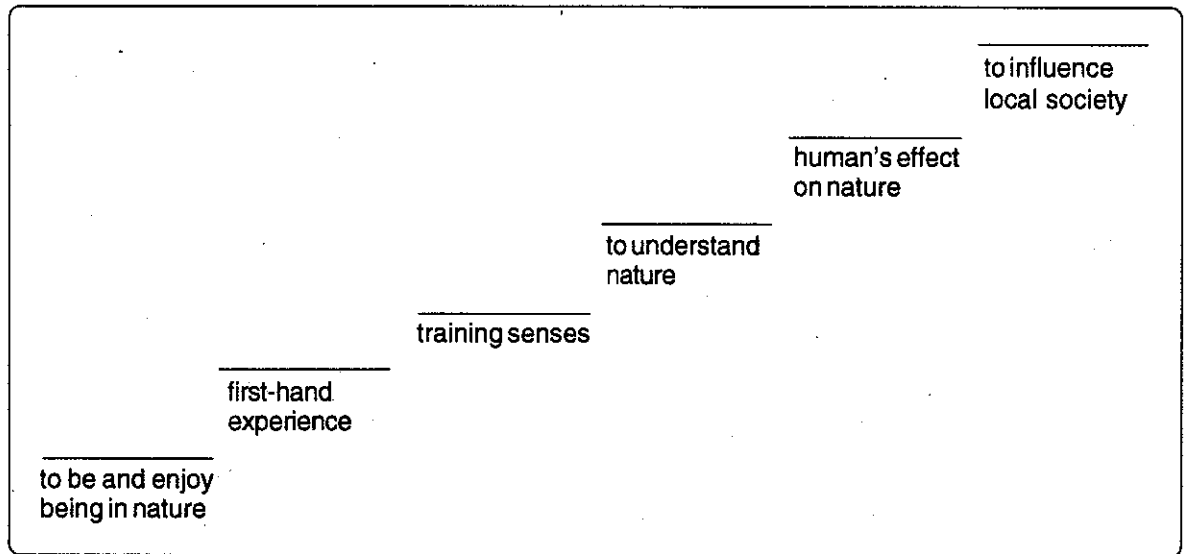 to influence
local society
human's effect
on nature
to understand
nature
training senses
first-hand
experience
to be and enjoy
being in nature